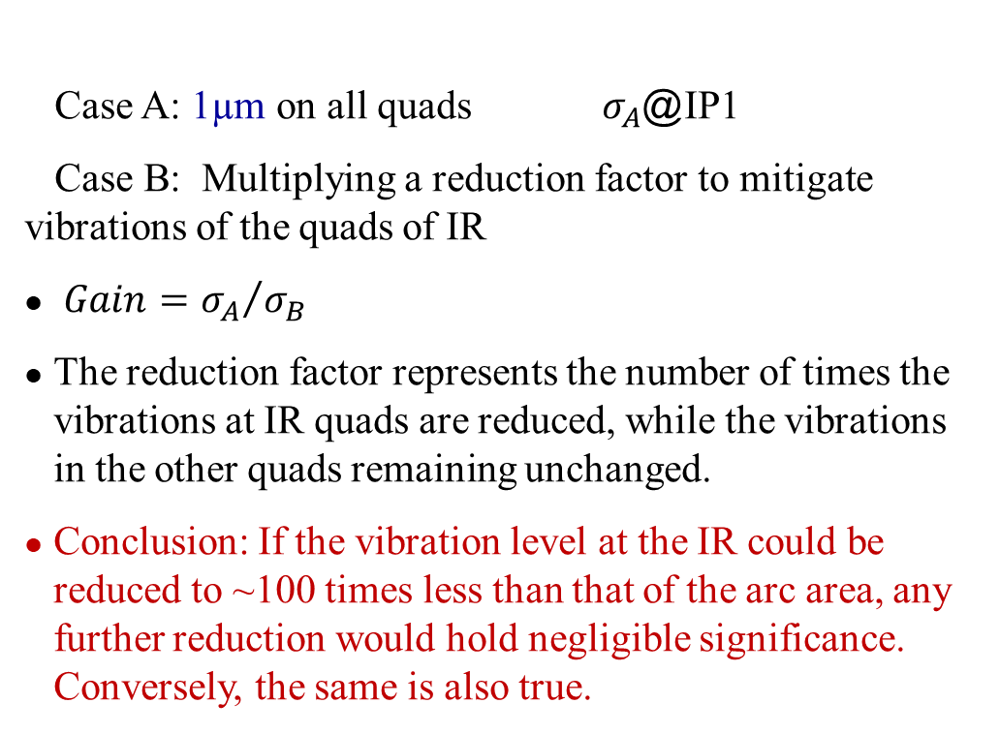 Case A: 1μm on all quads σ_A@IP1
Case B: Multiplying a reduction factor to mitigate
vibrations of the quads of IR
● Gain = σ_A/σ_B
● The reduction factor represents the number of times the
vibrations at IR quads are reduced, while the vibrations
in the other quads remaining unchanged.
● Conclusion: If the vibration level at the IR could be
reduced to ~100 times less than that of the arc area, any
further reduction would hold negligible significance.
Conversely, the same is also true.